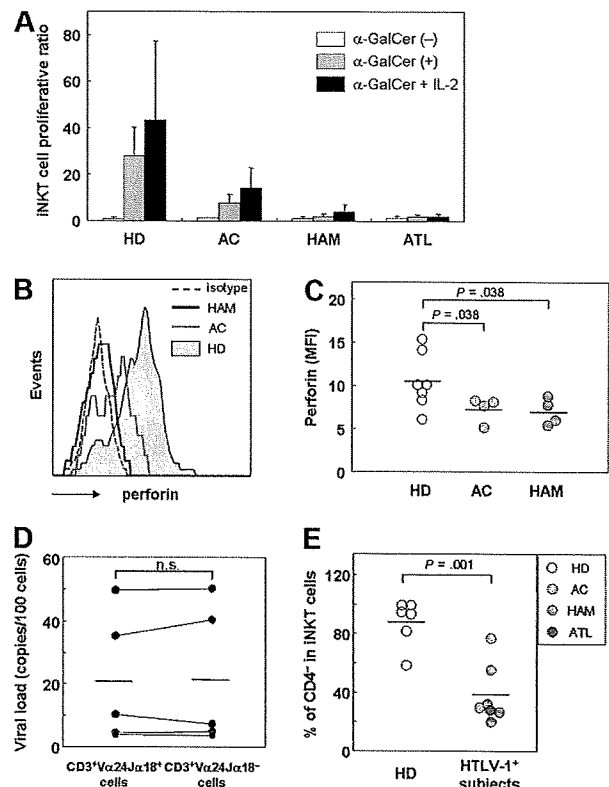 A
iNKT cell proliferative ratio
80
60
40
20
0
α-GalCer (–)
α-GalCer (+)
α-GalCer + IL-2
HD
AC
HAM
ATL
B
Events
isotype
HAM
AC
HD
perforin
C
Perforin (MFI)
20
15
10
5
0
P = .038
P = .038
HD
AC
HAM
D
Viral load (copies/100 cells)
60
40
20
0
n.s.
CD3⁺Vα24Jα18⁺
cells
CD3⁺Vα24Jα18⁻
cells
E
% of CD4⁻ in iNKT cells
120
80
40
0
P = .001
HD
HTLV-1⁺
subjects
HD
AC
HAM
ATL